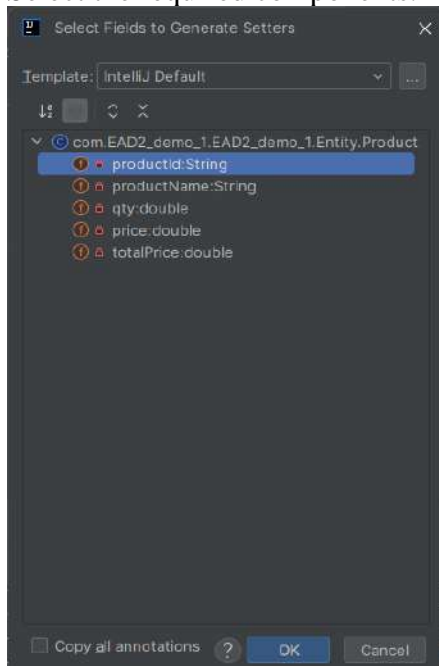 Select Fields to Generate Setters
Template: IntelliJ Default
com.EAD2_demo_1.EAD2_demo_1.Entity.Product
productId:String
productName:String
qty:double
price:double
totalPrice:double
Copy all annotations ? OK Cancel